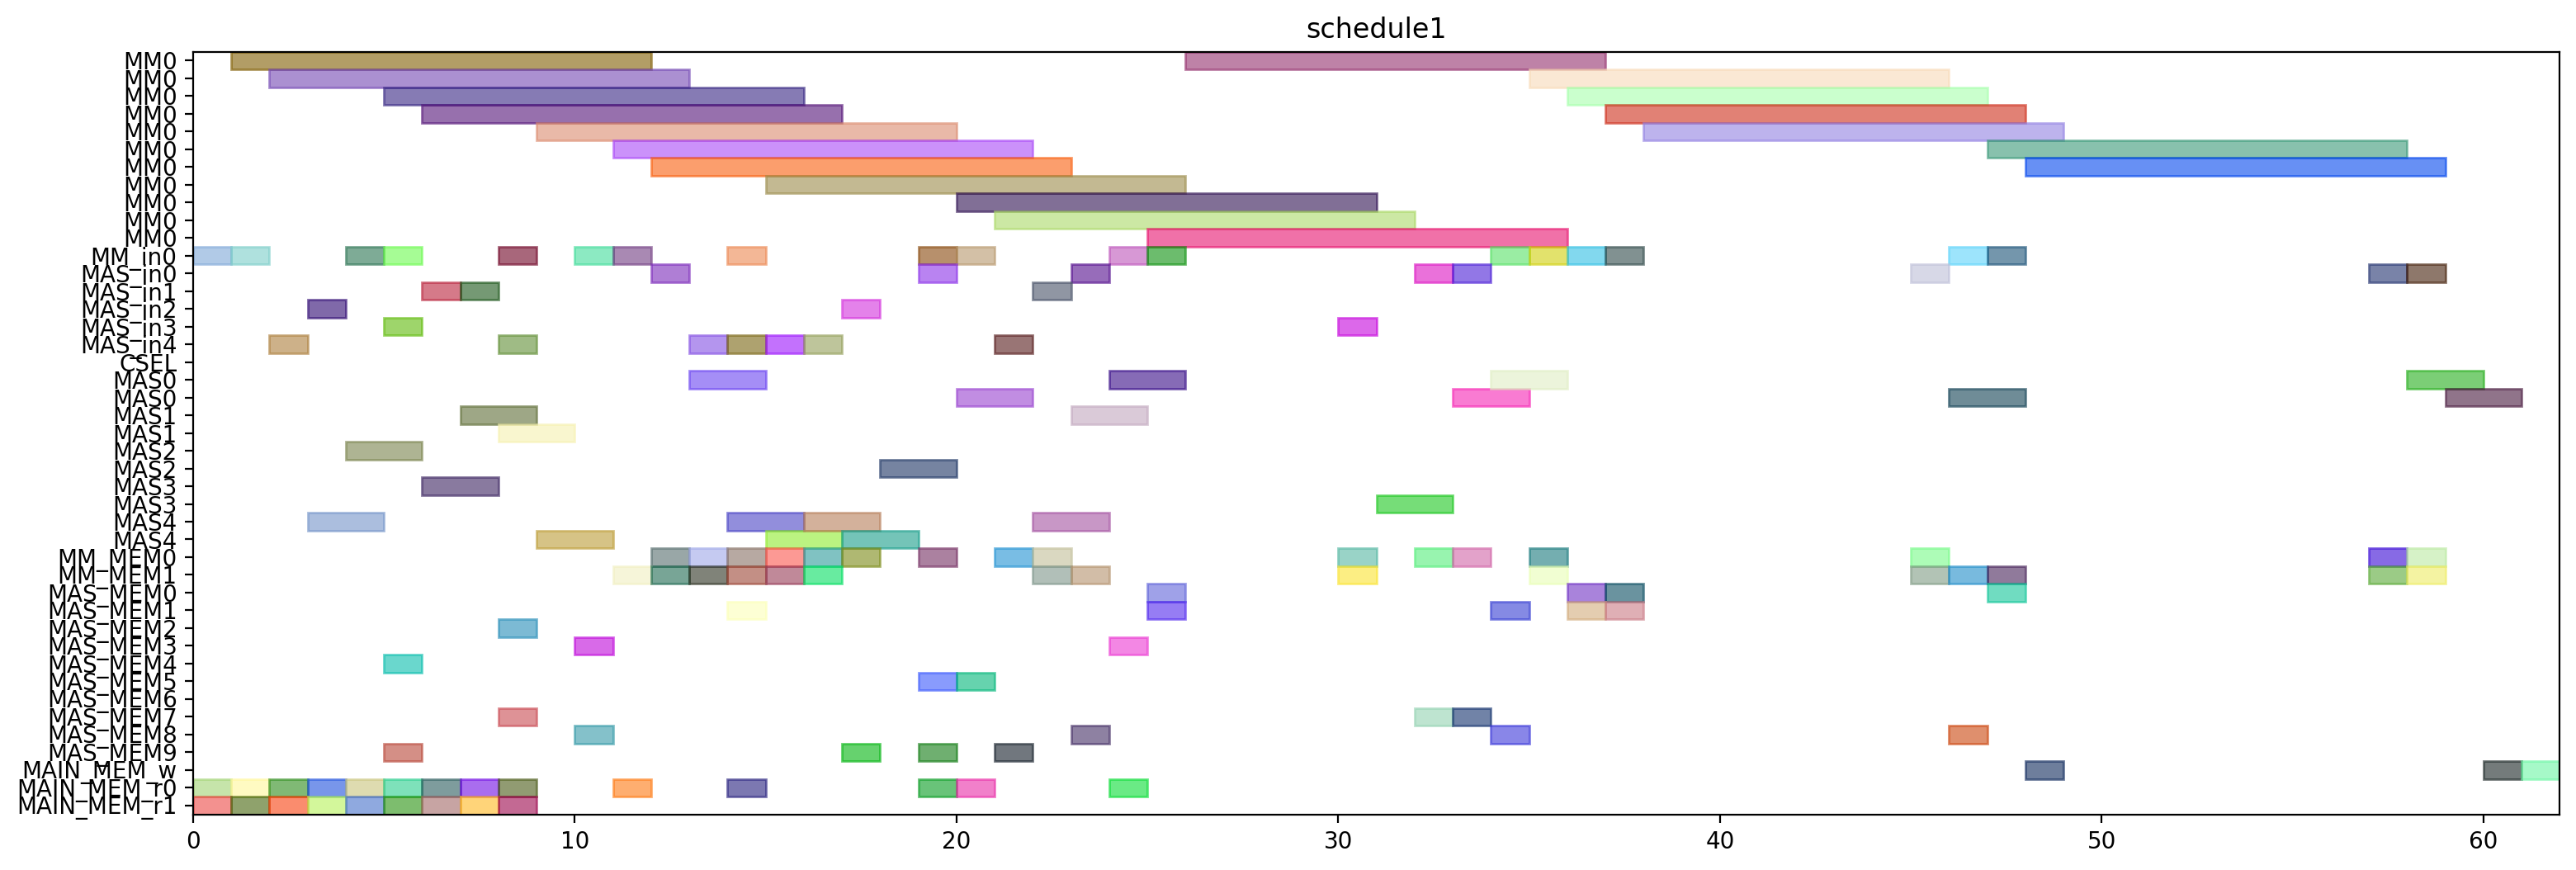 schedule1
MM0
MM0
MM0
MM0
MM0
MM0
MM0
MM0
MM0
MM0
MM0
MM_in0
MAS_in0
MAS_in1
MAS_in2
MAS_in3
MAS_in4
CSEL
MAS0
MAS0
MAS1
MAS1
MAS2
MAS2
MAS3
MAS3
MAS4
MAS4
MM_MEM0
MM_MEM1
MAS_MEM0
MAS_MEM1
MAS_MEM2
MAS_MEM3
MAS_MEM4
MAS_MEM5
MAS_MEM6
MAS_MEM7
MAS_MEM8
MAS_MEM9
MAIN_MEM_w
MAIN_MEM_r0
MAIN_MEM_r1
0 10 20 30 40 50 60